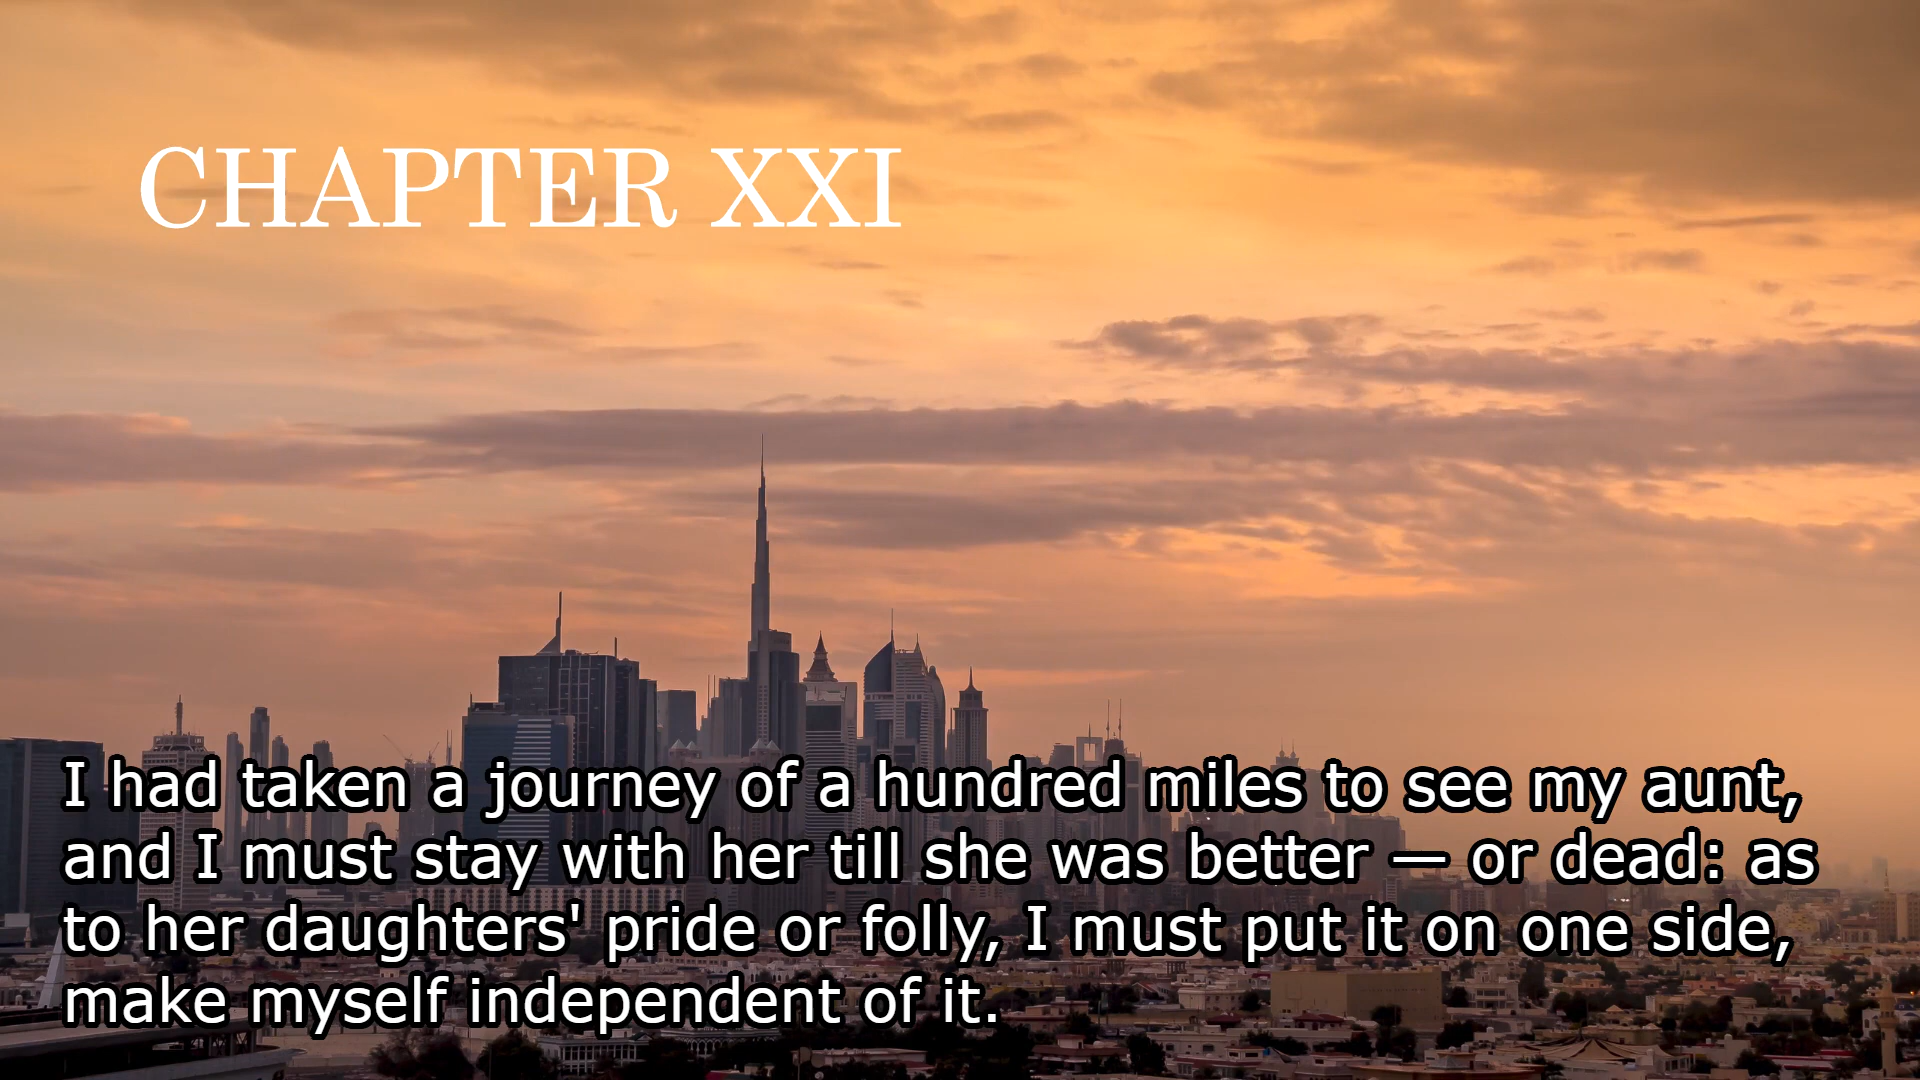 CHAPTER XXI
I had taken a journey of a hundred miles to see my aunt,
and I must stay with her till she was better — or dead: as
to her daughters' pride or folly, I must put it on one side,
make myself independent of it.